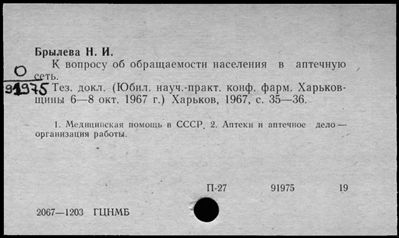 Брылева Н. И.
К вопросу об обращаемости населения в аптечную
сеть.
О
91975
Тез. докл. (Юбил. науч.-практ. конф. фарм. Харьков-
щины 6—8 окт. 1967 г.) Харьков, 1967, с. 35—36.
1. Медицинская помощь в СССР. 2. Аптеки и аптечное дело —
организация работы.
П-27 91975 19
2067—1203 ГЦНМБ